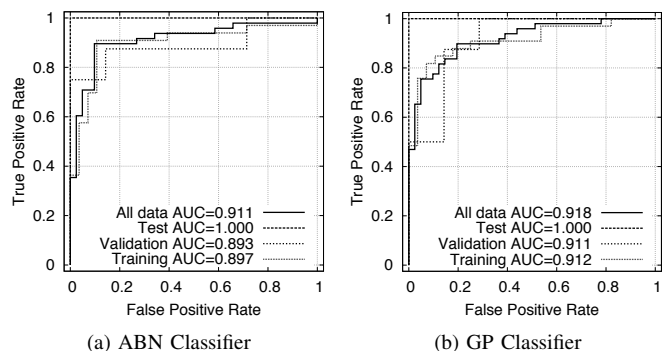 1
0.8
0.6
0.4
0.2
0
True Positive Rate
All data AUC=0.911
Test AUC=1.000
Validation AUC=0.893
Training AUC=0.897
0 0.2 0.4 0.6 0.8 1
False Positive Rate
(a) ABN Classifier
1
0.8
0.6
0.4
0.2
0
True Positive Rate
All data AUC=0.918
Test AUC=1.000
Validation AUC=0.911
Training AUC=0.912
0 0.2 0.4 0.6 0.8 1
False Positive Rate
(b) GP Classifier